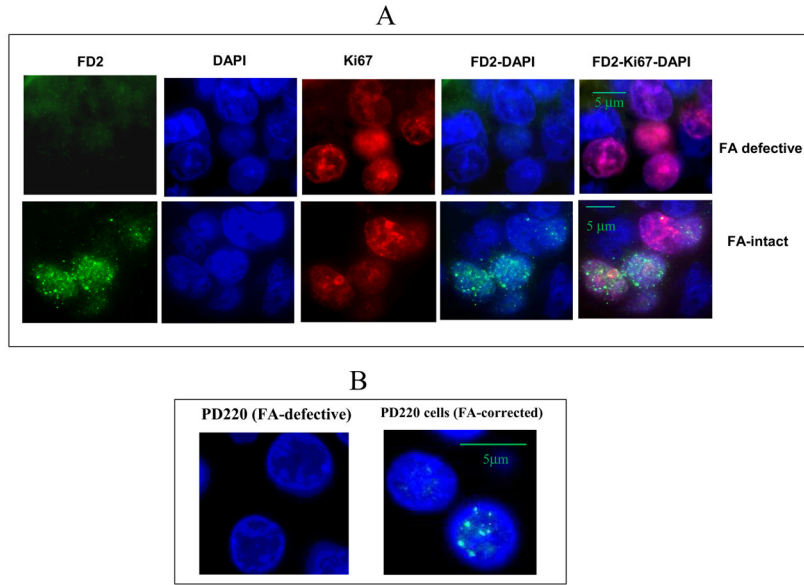 A
FD2 DAPI Ki67 FD2-DAPI FD2-Ki67-DAPI
5 µm
FA defective
5 µm
FA-intact
B
PD220 (FA-defective) PD220 cells (FA-corrected)
5µm